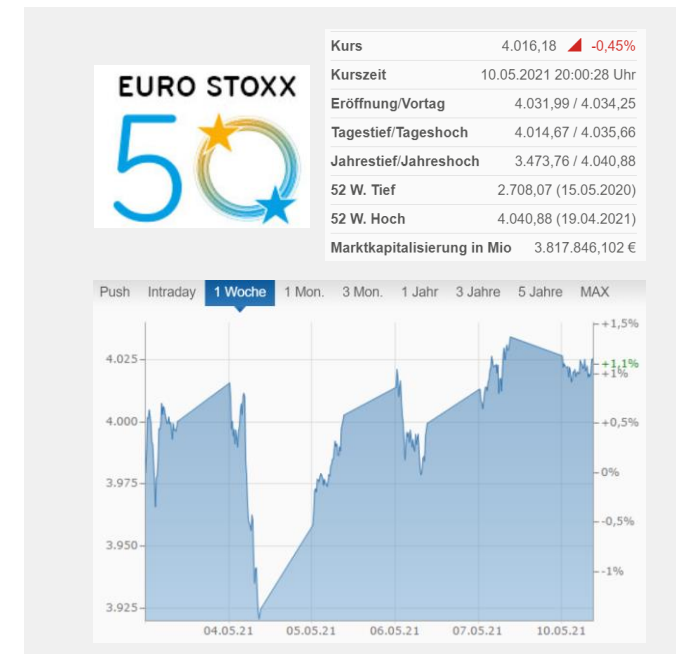 EURO STOXX
50
Kurs 4.016,18 -0,45%
Kurszeit 10.05.2021 20:00:28 Uhr
Eröffnung/Vortag 4.031,99 / 4.034,25
Tagestief/Tageshoch 4.014,67 / 4.035,66
Jahrestief/Jahreshoch 3.473,76 / 4.040,88
52 W. Tief 2.708,07 (15.05.2020)
52 W. Hoch 4.040,88 (19.04.2021)
Marktkapitalisierung in Mio 3.817.846,102 €
Push Intraday 1 Woche 1 Mon. 3 Mon. 1 Jahr 3 Jahre 5 Jahre MAX
+1,5%
4.025
+1,1%
+1%
4.000
+0,5%
3.975
0%
3.950
-0,5%
-1%
3.925
04.05.21 05.05.21 06.05.21 07.05.21 10.05.21